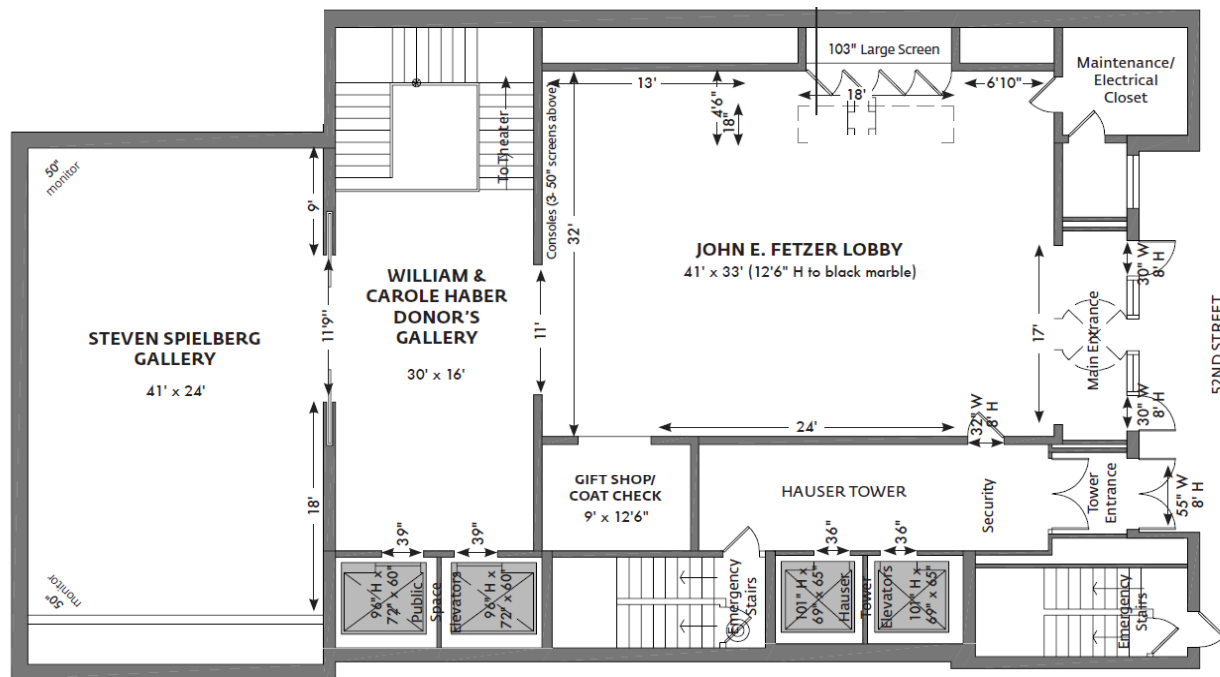 103" Large Screen
Maintenance/
Electrical
Closet
13'
18'
6'10"
4'6"
18"
To Theater
Consoles (3- 50" screens above)
50"
monitor
9'
32'
JOHN E. FETZER LOBBY
41' x 33' (12'6" H to black marble)
30" W
8' H
WILLIAM &
CAROLE HABER
DONOR'S
GALLERY
30' x 16'
STEVEN SPIELBERG
GALLERY
41' x 24'
11'9"
11'
17'
Main Entrance
52ND STREET
30" W
8' H
24'
32" W
8' H
18'
GIFT SHOP/
COAT CHECK
9' x 12'6"
HAUSER TOWER
Security
Tower
Entrance
55" W
8' H
39"
39"
36"
36"
50"
monitor
96" H x
72" x 60"
Public
Space
Elevators
96" H x
72" x 60"
Emergency
Stairs
101" H x
69" x 65"
Hauser
Tower
Elevators
101" H x
69" x 65"
Emergency
Stairs